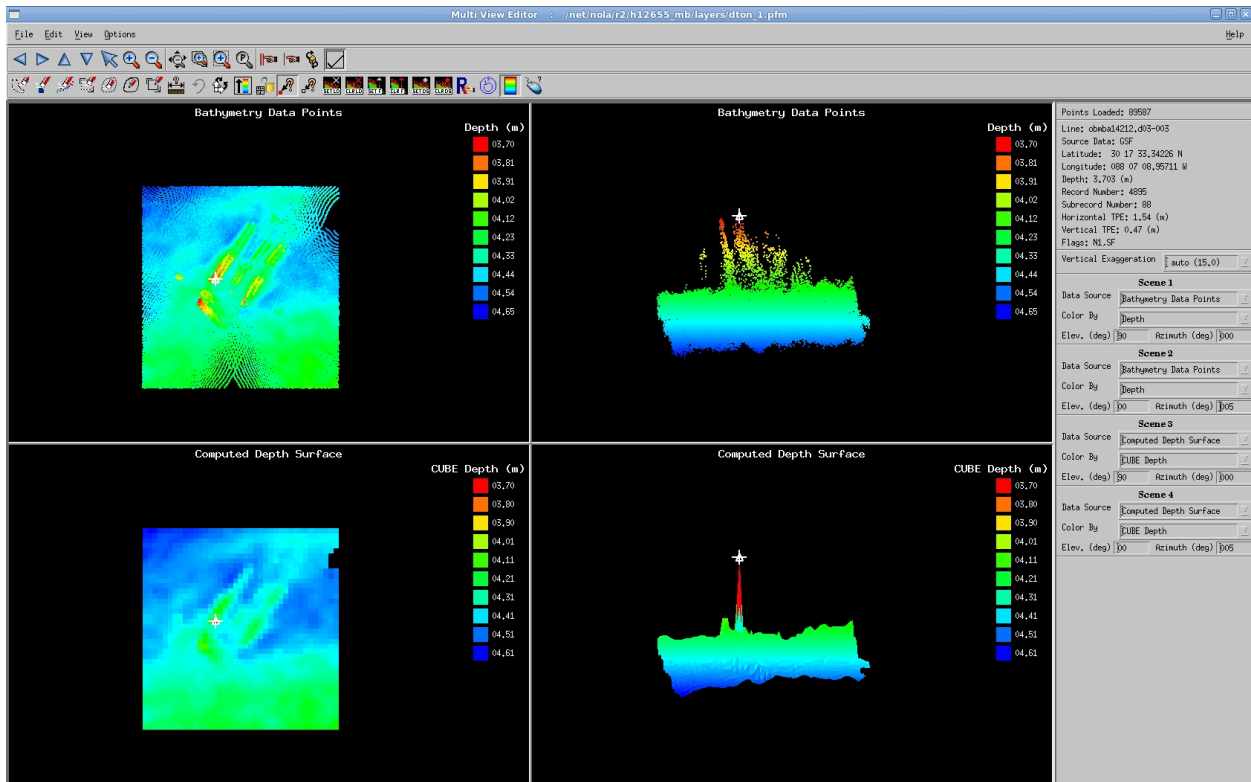 Multi View Editor : /net/nola/r2/h12655_mb/layers/dton_1.pfm
File Edit View Options Help
Bathymetry Data Points
Depth (m)
03.70
03.81
03.91
04.02
04.12
04.23
04.33
04.44
04.54
04.65
Bathymetry Data Points
Depth (m)
03.70
03.81
03.91
04.02
04.12
04.23
04.33
04.44
04.54
04.65
Computed Depth Surface
CUBE Depth (m)
03.70
03.80
03.90
04.01
04.11
04.21
04.31
04.41
04.51
04.61
Computed Depth Surface
CUBE Depth (m)
03.70
03.80
03.90
04.01
04.11
04.21
04.31
04.41
04.51
04.61
Points Loaded: 89587
Line: obmba14212.d03-003
Source Data: GSF
Latitude: 30 17 33.34226 N
Longitude: 088 07 08.95711 W
Depth: 3.703 (m)
Record Number: 4895
Subrecord Number: 88
Horizontal TPE: 1.54 (m)
Vertical TPE: 0.47 (m)
Flags: N1.SF
Vertical Exaggeration auto (15.0)
Scene 1
Data Source Bathymetry Data Points
Color By Depth
Elev. (deg) 90 Azimuth (deg) 000
Scene 2
Data Source Bathymetry Data Points
Color By Depth
Elev. (deg) 00 Azimuth (deg) 005
Scene 3
Data Source Computed Depth Surface
Color By CUBE Depth
Elev. (deg) 90 Azimuth (deg) 000
Scene 4
Data Source Computed Depth Surface
Color By CUBE Depth
Elev. (deg) 00 Azimuth (deg) 005